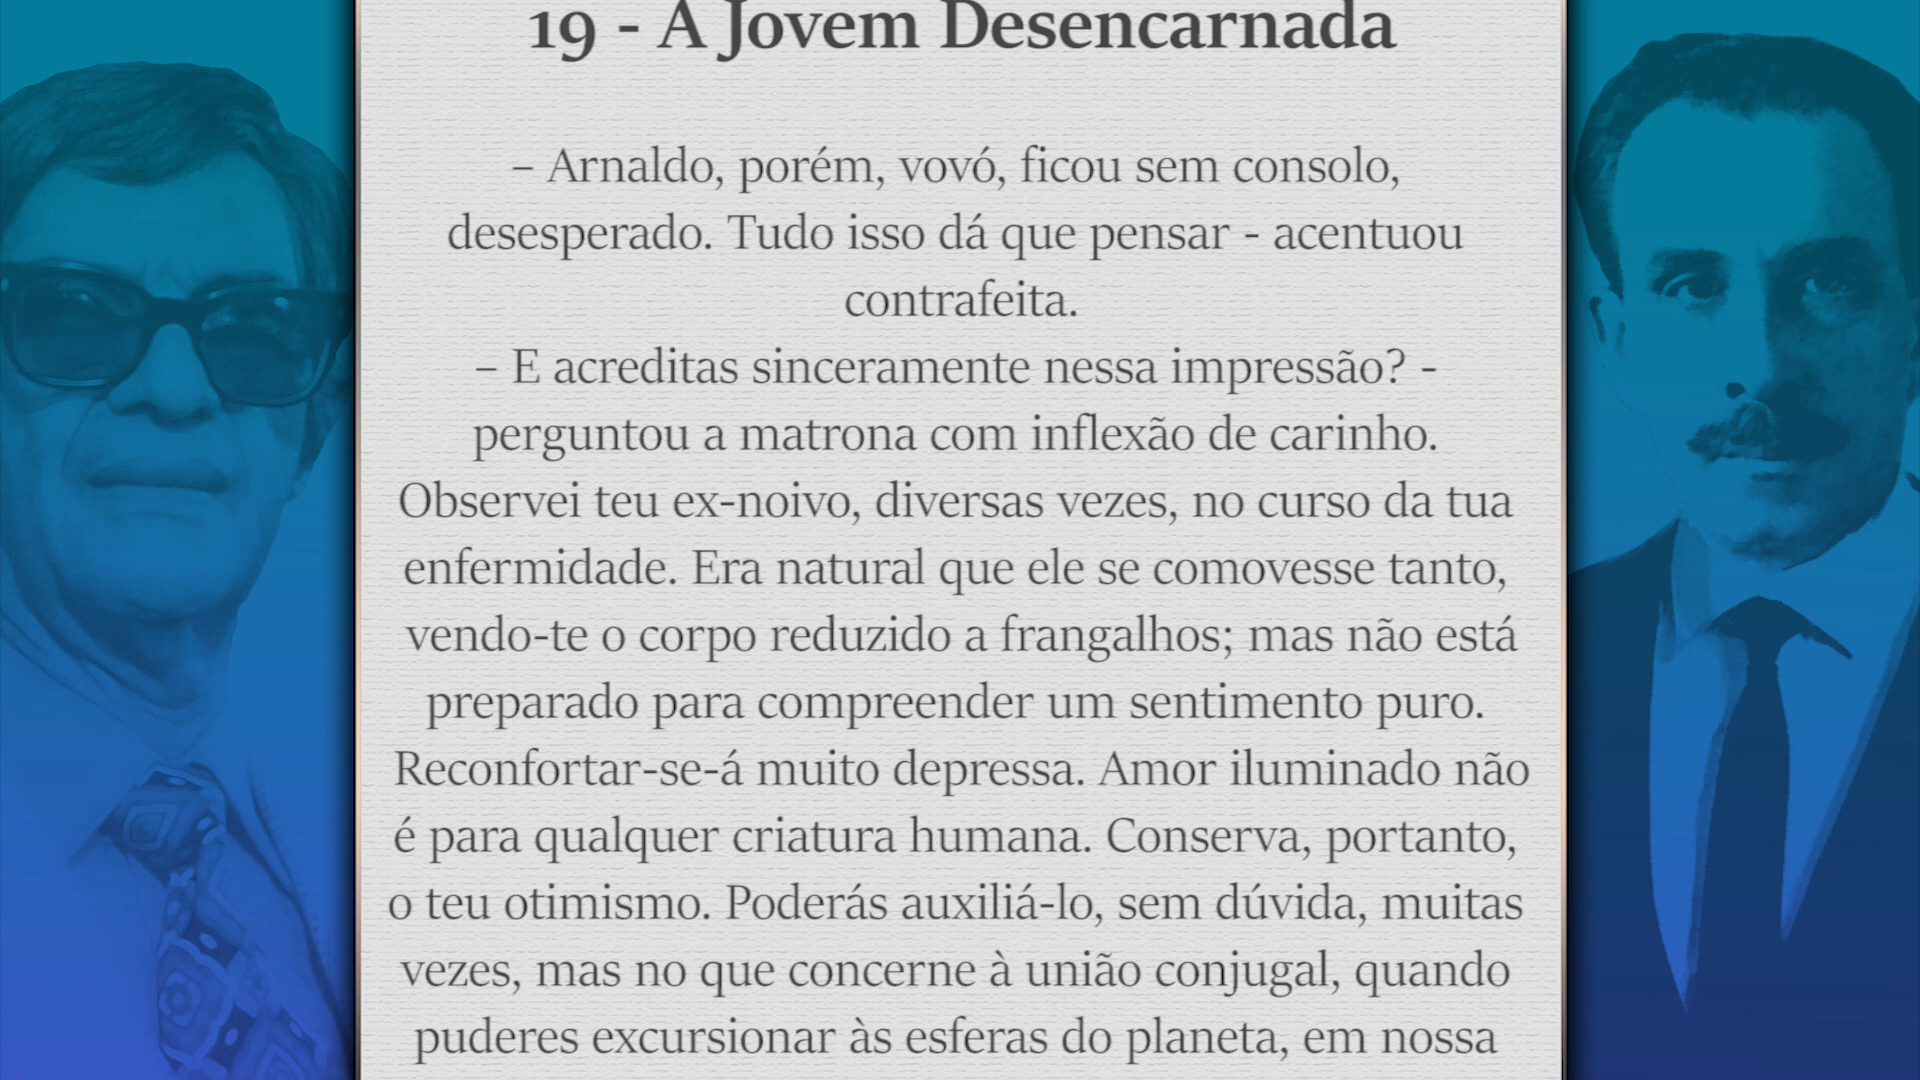 19 - A Jovem Desencarnada
– Arnaldo, porém, vovó, ficou sem consolo,
desesperado. Tudo isso dá que pensar - acentuou
contrafeita.
– E acreditas sinceramente nessa impressão? -
perguntou a matrona com inflexão de carinho.
Observei teu ex-noivo, diversas vezes, no curso da tua
enfermidade. Era natural que ele se comovesse tanto,
vendo-te o corpo reduzido a frangalhos; mas não está
preparado para compreender um sentimento puro.
Reconfortar-se-á muito depressa. Amor iluminado não
é para qualquer criatura humana. Conserva, portanto,
o teu otimismo. Poderás auxiliá-lo, sem dúvida, muitas
vezes, mas no que concerne à união conjugal, quando
puderes excursionar às esferas do planeta, em nossa